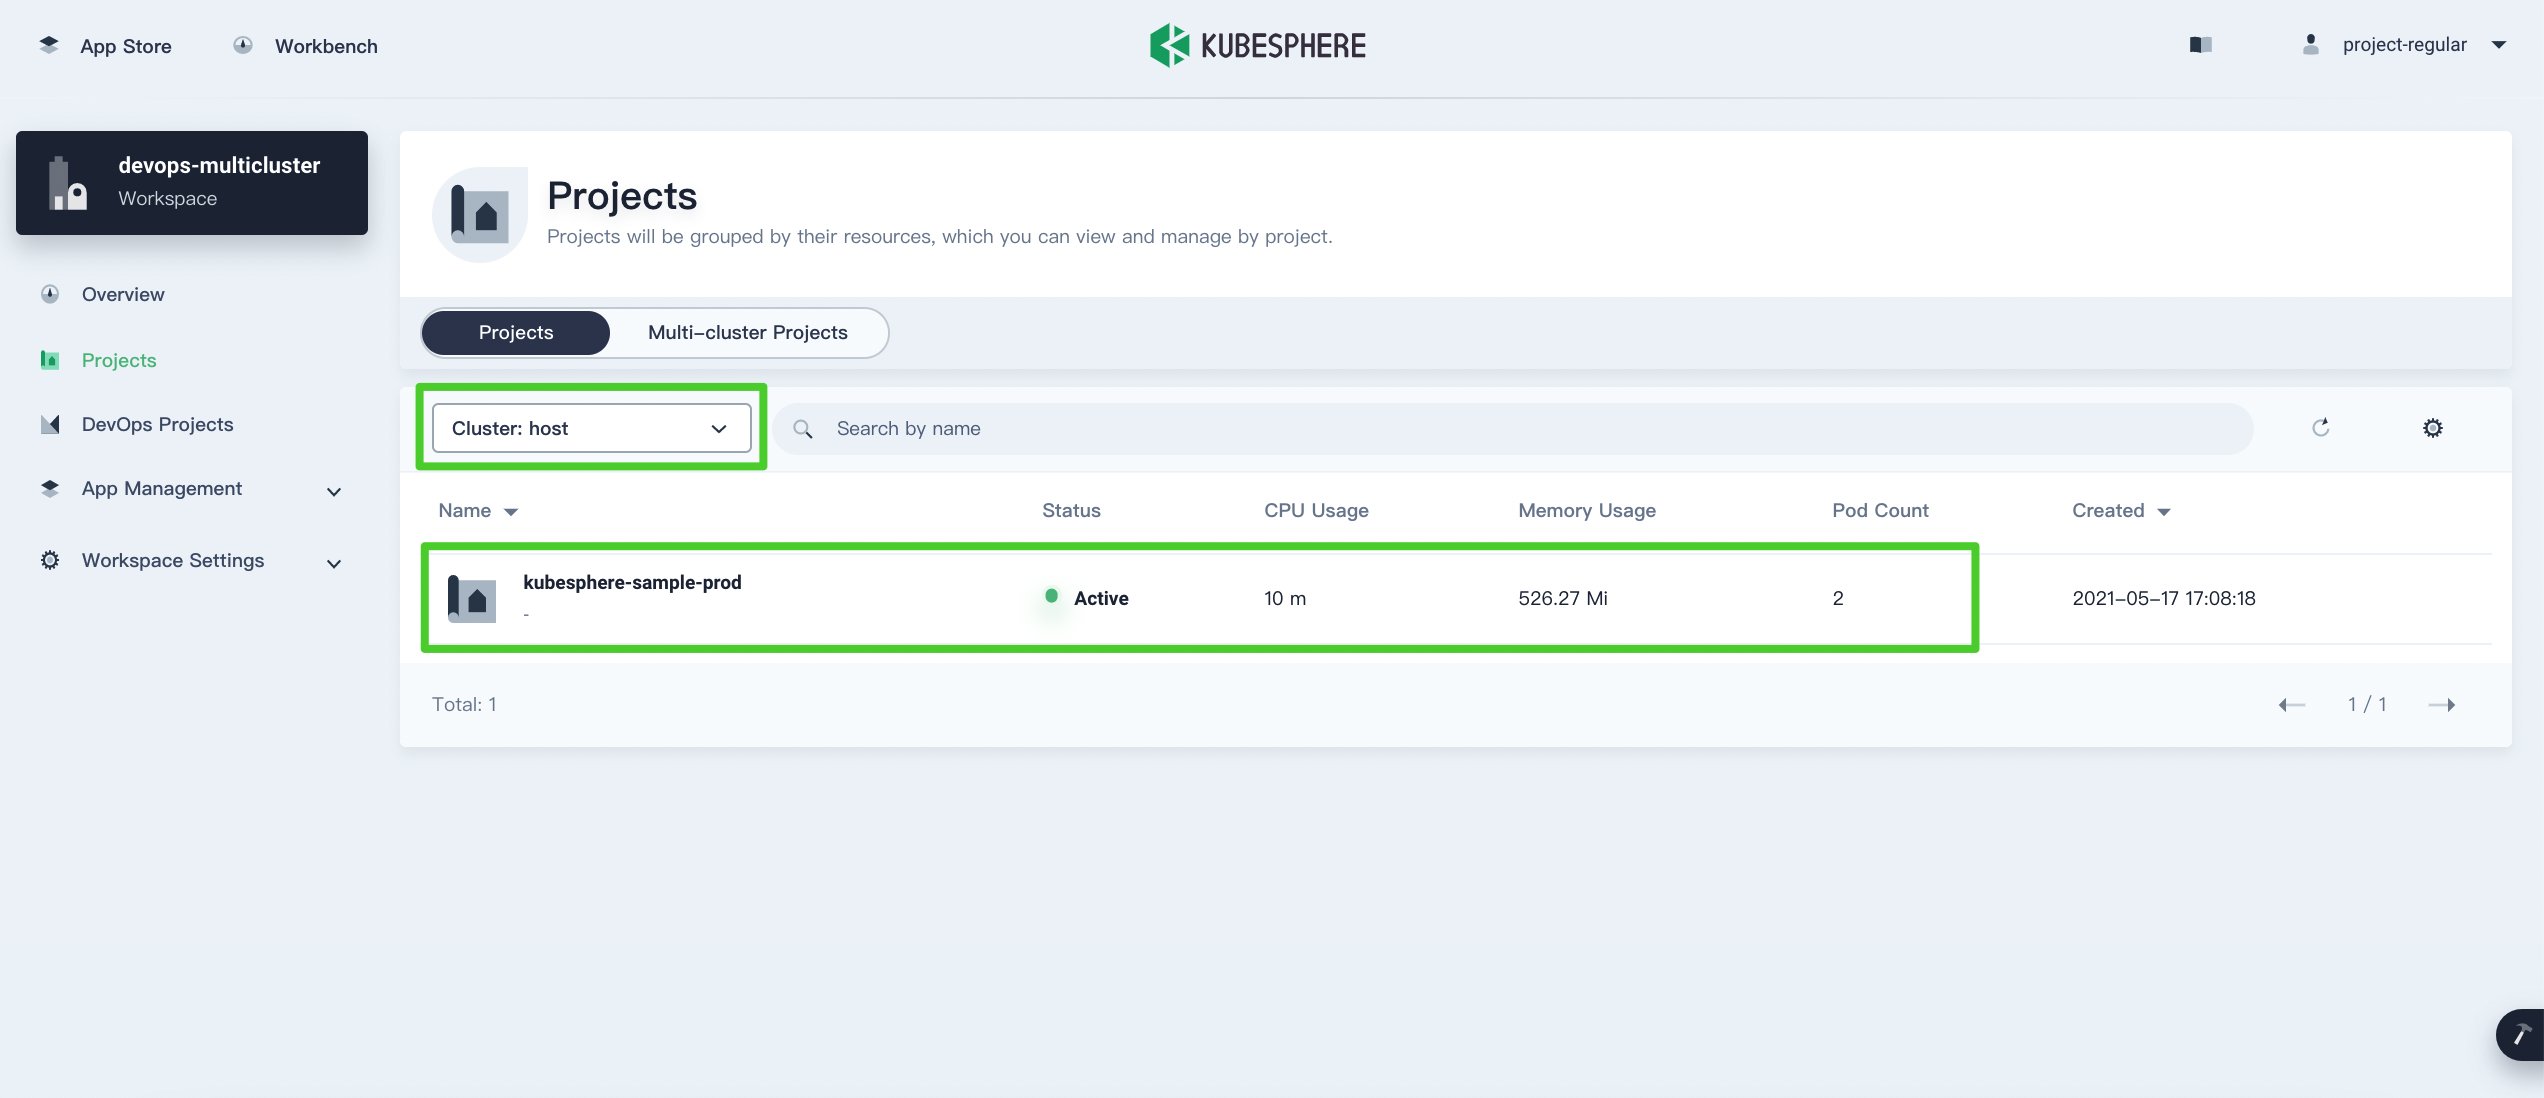 App Store
Workbench
KUBESPHERE
project-regular
devops-multicluster
Workspace
Overview
Projects
DevOps Projects
App Management
Workspace Settings
Projects
Projects will be grouped by their resources, which you can view and manage by project.
Projects
Multi-cluster Projects
Cluster: host
Search by name
Name
Status
CPU Usage
Memory Usage
Pod Count
Created
kubesphere-sample-prod
-
Active
10 m
526.27 Mi
2
2021-05-17 17:08:18
Total: 1
1 / 1